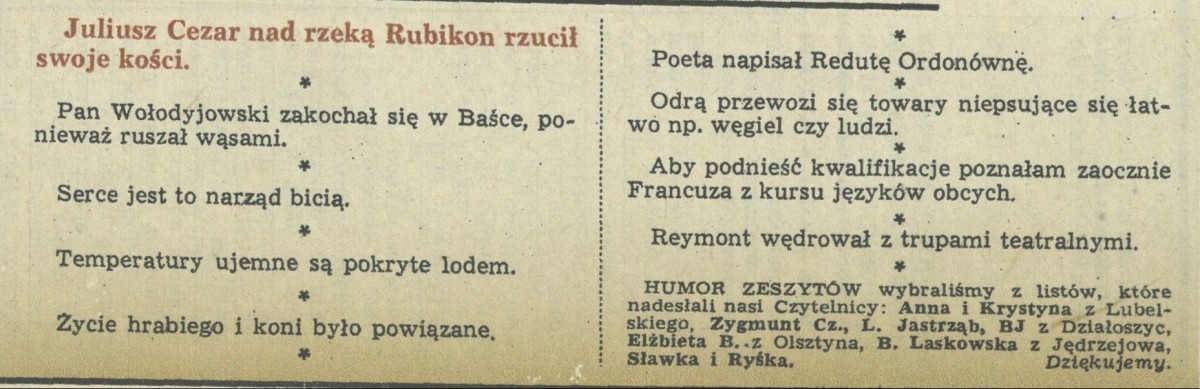 Juliusz Cezar nad rzeką Rubikon rzucił
swoje kości.
*
Pan Wołodyjowski zakochał się w Baśce, po-
nieważ ruszał wąsami.
*
Serce jest to narząd bicią.
*
Temperatury ujemne są pokryte lodem.
*
Życie hrabiego i koni było powiązane.
*
*
Poeta napisał Redutę Ordonównę.
*
Odrą przewozi się towary niepsujące się łat-
wo np. węgiel czy ludzi.
*
Aby podnieść kwalifikacje poznałam zaocznie
Francuza z kursu języków obcych.
*
Reymont wędrował z trupami teatralnymi.
*
HUMOR ZESZYTÓW wybraliśmy z listów, które
nadesłali nasi Czytelnicy: Anna i Krystyna z Lubel-
skiego, Zygmunt Cz., L. Jastrząb, BJ z Działoszyc,
Elżbieta B. z Olsztyna, B. Laskowska z Jędrzejowa,
Sławka i Ryśka. Dziękujemy.